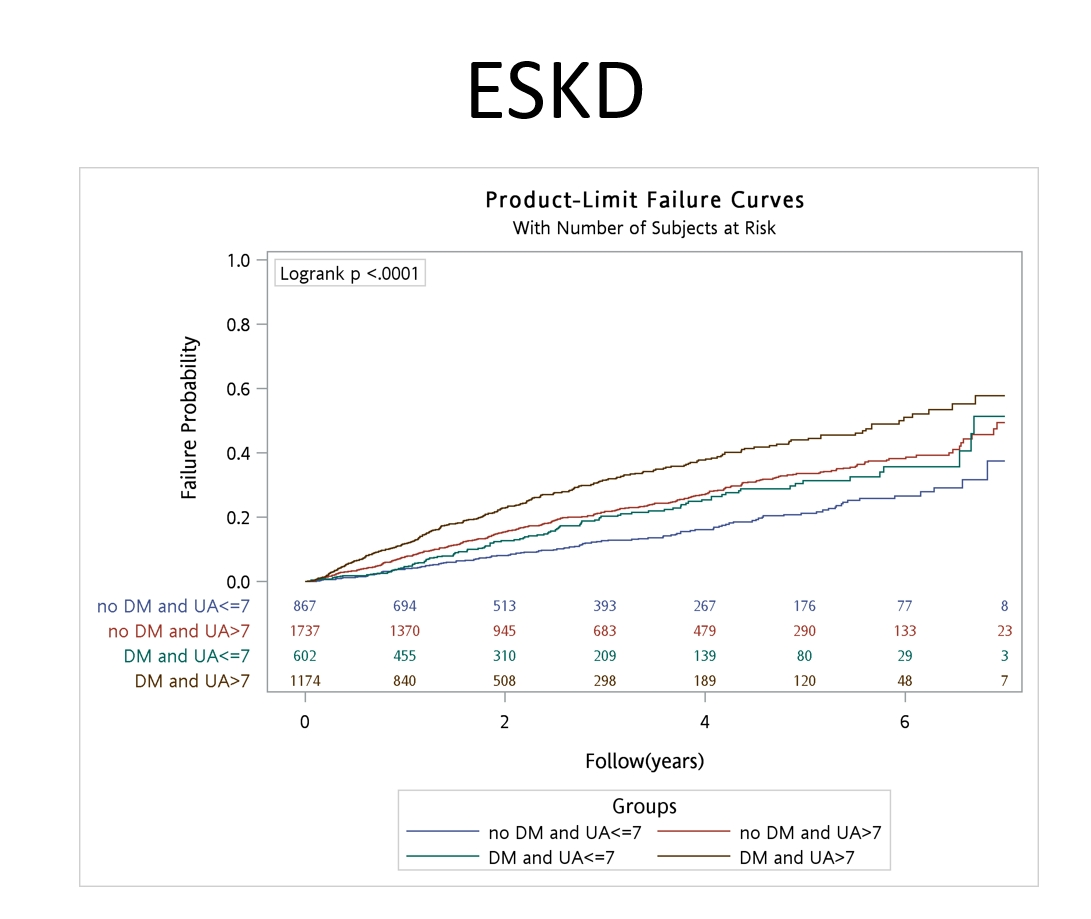 ESKD
Product-Limit Failure Curves
With Number of Subjects at Risk
Logrank p <.0001
Failure Probability
1.0
0.8
0.6
0.4
0.2
0.0
no DM and UA<=7 867 694 513 393 267 176 77 8
no DM and UA>7 1737 1370 945 683 479 290 133 23
DM and UA<=7 602 455 310 209 139 80 29 3
DM and UA>7 1174 840 508 298 189 120 48 7
0 2 4 6
Follow(years)
Groups
no DM and UA<=7 no DM and UA>7
DM and UA<=7 DM and UA>7